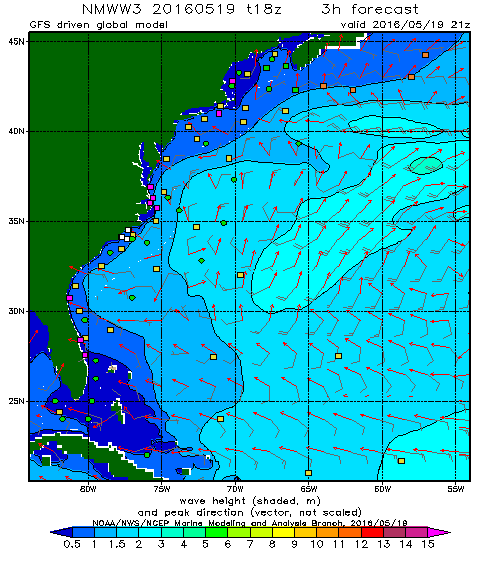 NMWW3 20160519 t18z 3h forecast
GFS driven global model valid 2016/05/19 21z
45N
40N
35N
30N
25N
80W 75W 70W 65W 60W 55W
wave height (shaded, m)
and peak direction (vector, not scaled)
NOAA/NWS/NCEP Marine Modeling and Analysis Branch, 2016/05/19
0.5 1 1.5 2 3 4 5 6 7 8 9 10 12 13 14 15